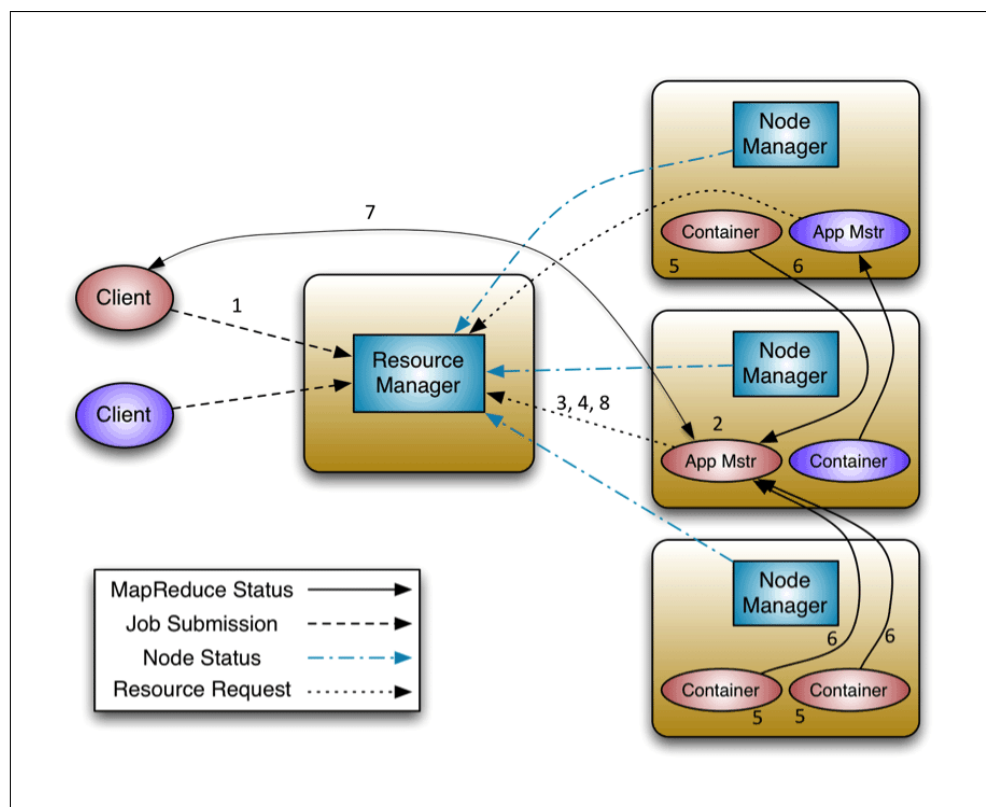 Node
Manager
7
Container
App Mstr
5
6
Client
1
Resource
Manager
Node
Manager
Client
3, 4, 8
2
App Mstr
Container
Node
Manager
MapReduce Status
Job Submission
Node Status
Resource Request
6
6
Container
Container
5
5